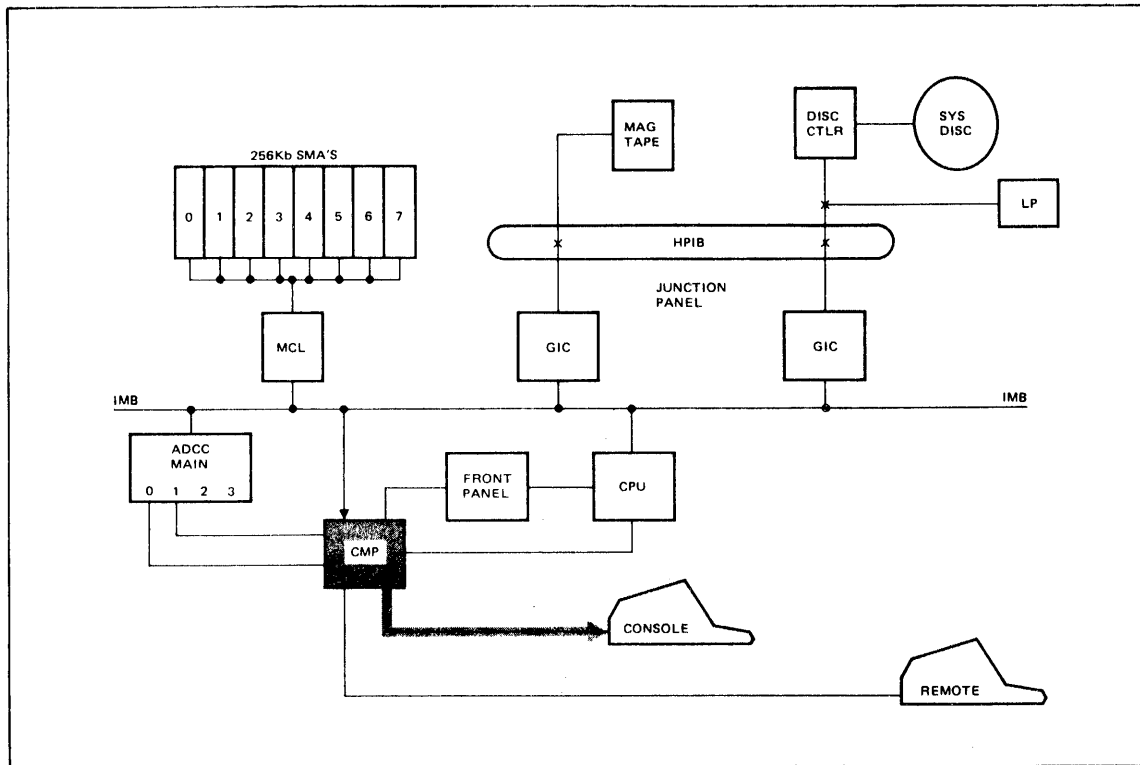 MAG
TAPE
DISC
CTLR
SYS
DISC
256Kb SMA'S
0 1 2 3 4 5 6 7
LP
HPIB
JUNCTION
PANEL
MCL
GIC
GIC
IMB
IMB
ADCC
MAIN
0 1 2 3
FRONT
PANEL
CPU
CMP
CONSOLE
REMOTE